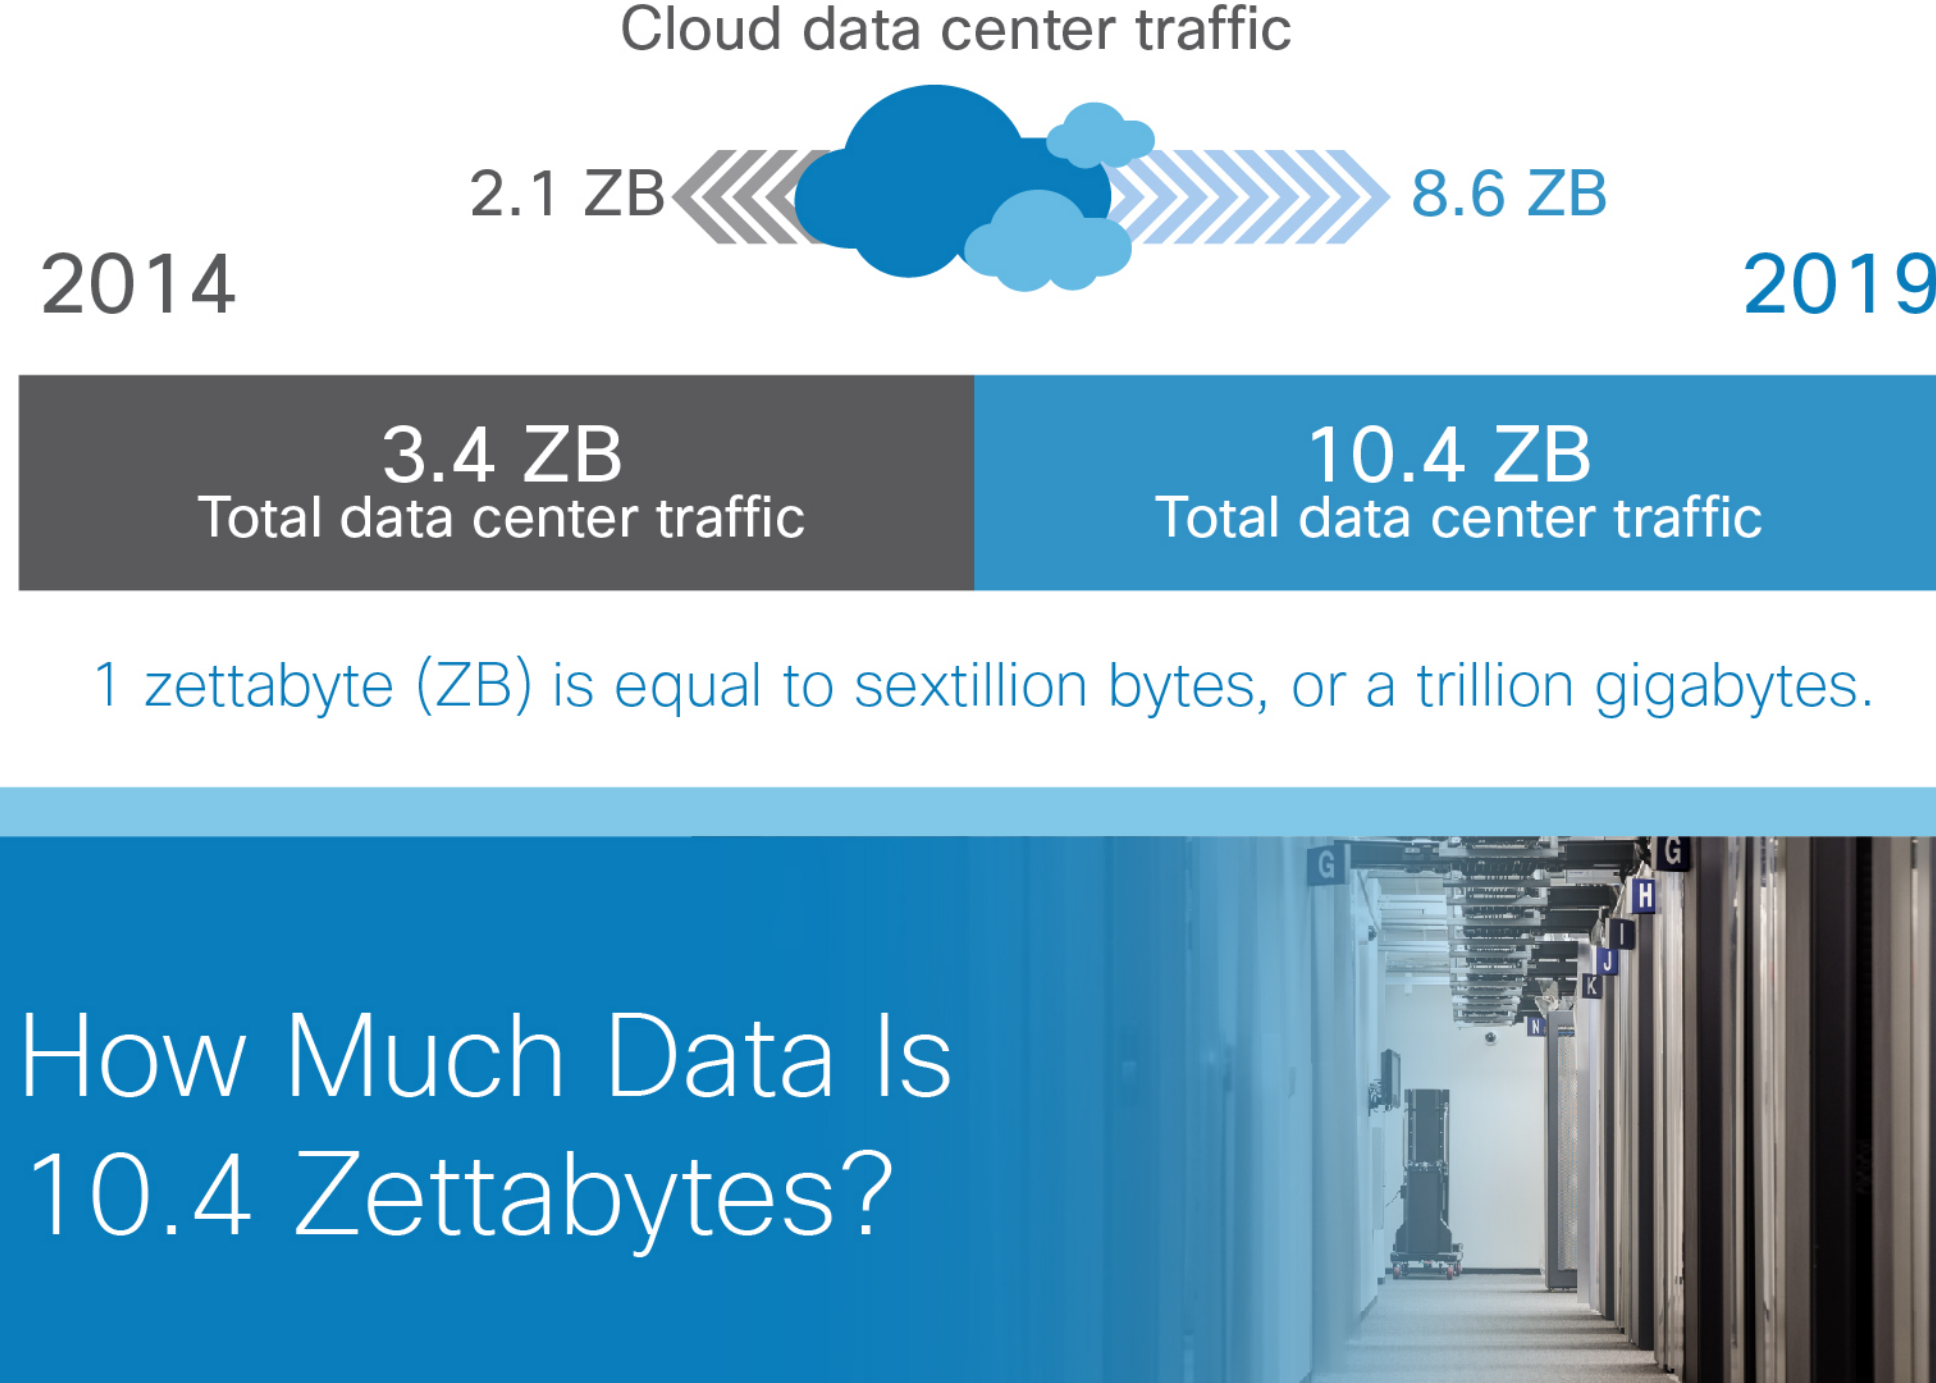 Cloud data center traffic
2.1 ZB
8.6 ZB
2014
2019
3.4 ZB
Total data center traffic
10.4 ZB
Total data center traffic
1 zettabyte (ZB) is equal to sextillion bytes, or a trillion gigabytes.
How Much Data Is
10.4 Zettabytes?
G
G
H
I
J
K
N